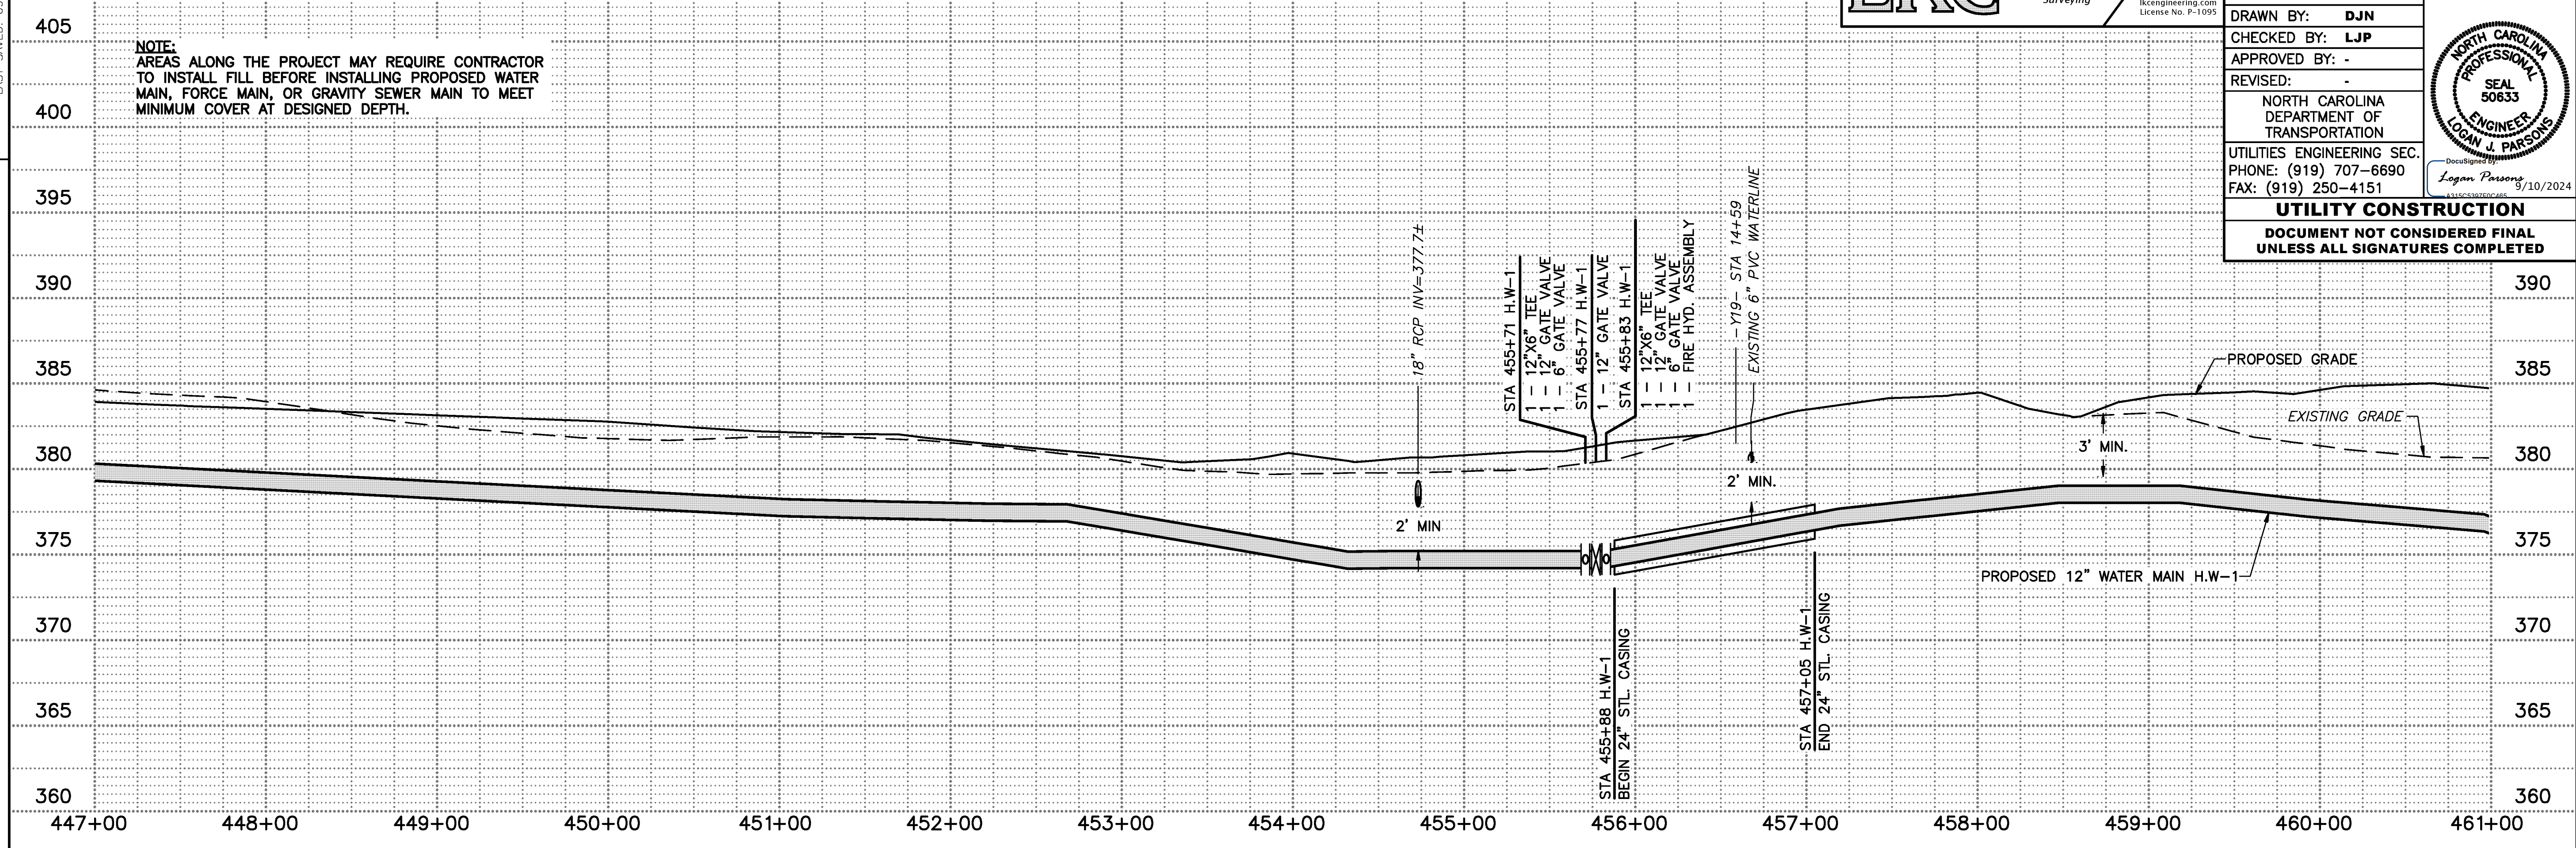 405
400
395
390
385
380
375
370
365
360
NOTE:
AREAS ALONG THE PROJECT MAY REQUIRE CONTRACTOR
TO INSTALL FILL BEFORE INSTALLING PROPOSED WATER
MAIN, FORCE MAIN, OR GRAVITY SEWER MAIN TO MEET
MINIMUM COVER AT DESIGNED DEPTH.
Surveying
lkcengineering.com
License No. P-1095
DRAWN BY: DJN
CHECKED BY: LJP
APPROVED BY: -
REVISED: -
NORTH CAROLINA
DEPARTMENT OF
TRANSPORTATION
UTILITIES ENGINEERING SEC.
PHONE: (919) 707-6690
FAX: (919) 250-4151
NORTH CAROLINA
PROFESSIONAL
SEAL
50633
ENGINEER
LOGAN J. PARSONS
DocuSigned by:
Logan Parsons
9/10/2024
UTILITY CONSTRUCTION
DOCUMENT NOT CONSIDERED FINAL
UNLESS ALL SIGNATURES COMPLETED
18" RCP INV=377.7±
STA 455+71 H.W-1
1 - 12"X6" TEE
1 - 12" GATE VALVE
1 - 6" GATE VALVE
STA 455+77 H.W-1
1 - 12" GATE VALVE
STA 455+83 H.W-1
1 - 12"X6" TEE
1 - 12" GATE VALVE
1 - 6" GATE VALVE
1 - FIRE HYD. ASSEMBLY
-Y19- STA 14+59
EXISTING 6" PVC WATERLINE
PROPOSED GRADE
EXISTING GRADE
3' MIN.
2' MIN.
2' MIN
PROPOSED 12" WATER MAIN H.W-1
STA 455+88 H.W-1
BEGIN 24" STL. CASING
STA 457+05 H.W-1
END 24" STL. CASING
390
385
380
375
370
365
360
447+00 448+00 449+00 450+00 451+00 452+00 453+00 454+00 455+00 456+00 457+00 458+00 459+00 460+00 461+00